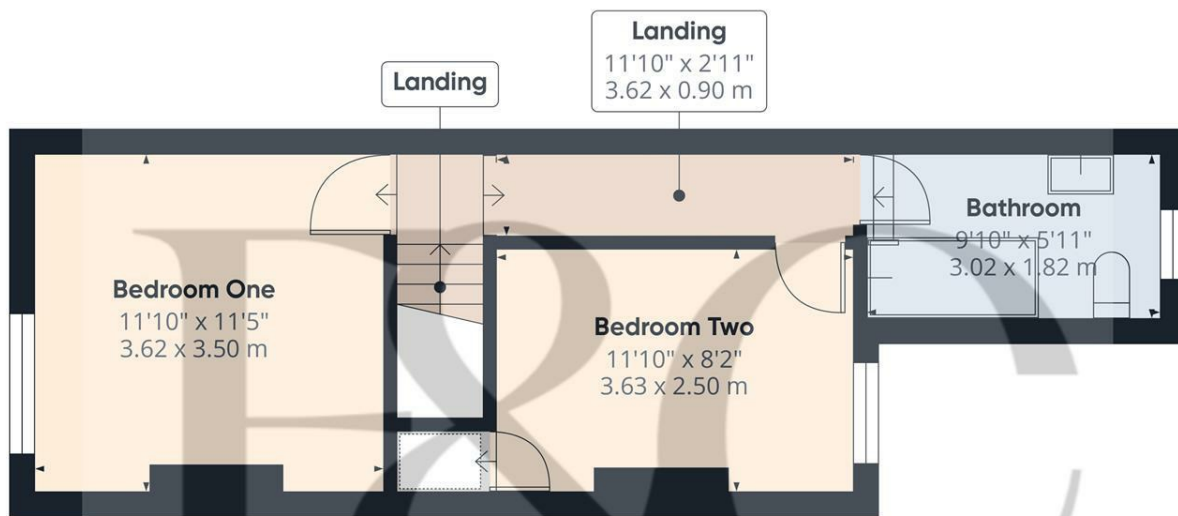 Landing
Landing
11'10" x 2'11"
3.62 x 0.90 m
Bathroom
9'10" x 5'11"
3.02 x 1.82 m
Bedroom One
11'10" x 11'5"
3.62 x 3.50 m
Bedroom Two
11'10" x 8'2"
3.63 x 2.50 m
F&C